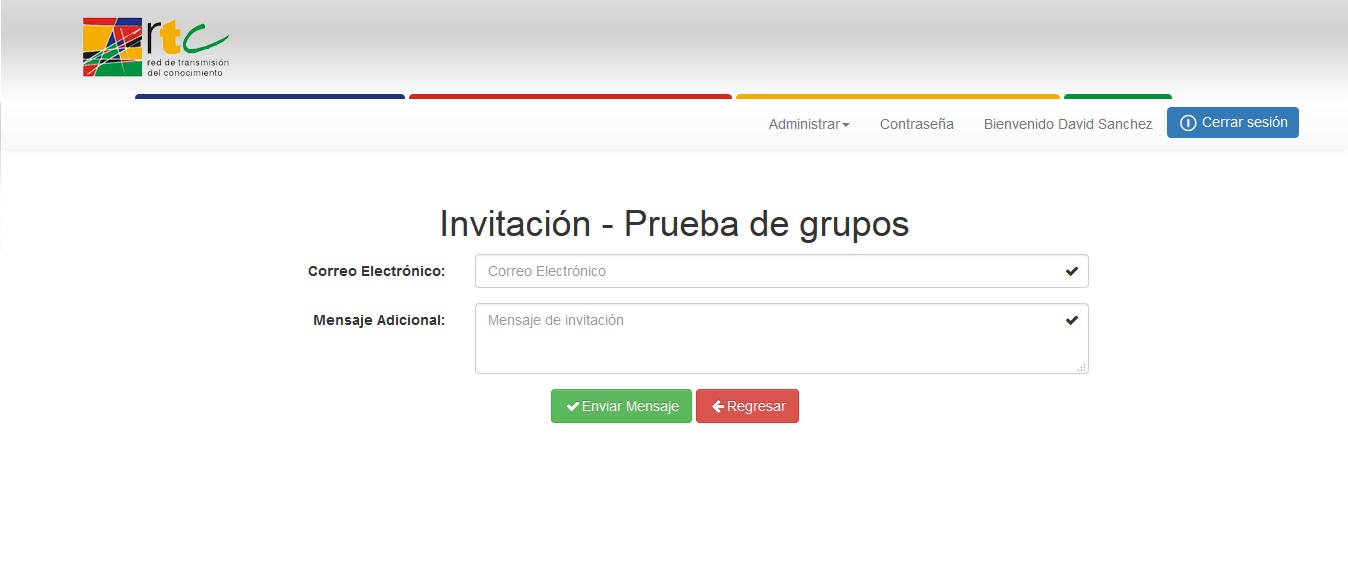 rtc
red de transmisión
del conocimiento
Administrar Contraseña Bienvenido David Sanchez Cerrar sesión
Invitación - Prueba de grupos
Correo Electrónico: Correo Electrónico
Mensaje Adicional: Mensaje de invitación
Enviar Mensaje Regresar